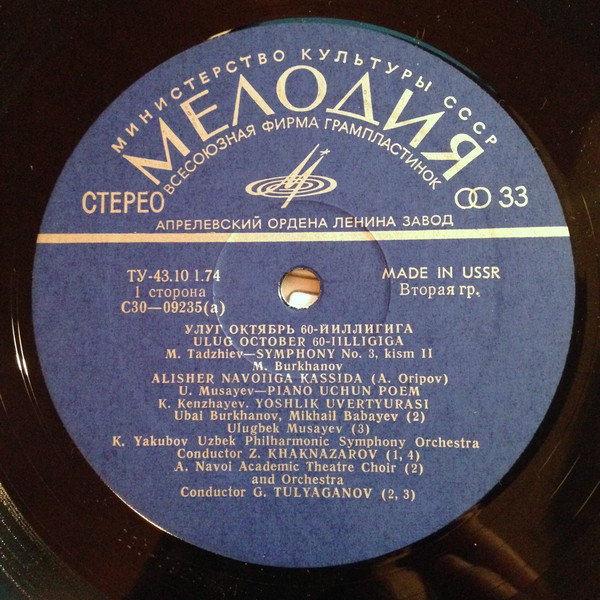 МИНИСТЕРСТВО КУЛЬТУРЫ СССР
МЕЛОДИЯ
ВСЕСОЮЗНАЯ ФИРМА ГРАМПЛАСТИНОК
СТЕРЕО
33
АПРЕЛЕВСКИЙ ОРДЕНА ЛЕНИНА ЗАВОД
ТУ-43.10 1.74
MADE IN USSR
1 сторона
Вторая гр.
С30—09235(а)
УЛУГ ОКТЯБРЬ 60-ЙИЛЛИГИГА
ULUG OCTOBER 60-IILLIGIGA
M. Tadzhiev—SYMPHONY No. 3, kism II
M. Burkhanov
ALISHER NAVOIIGA KASSIDA (A. Oripov)
U. Musayev—PIANO UCHUN POEM
K. Kenzhayev. YOSHLIK UVERTYURASI
Ubai Burkhanov, Mikhail Babayev (2)
Ulugbek Musayev (3)
K. Yakubov Uzbek Philharmonic Symphony Orchestra
Conductor Z. KHAKNAZAROV (1, 4)
A. Navoi Academic Theatre Choir (2)
and Orchestra
Conductor G. TULYAGANOV (2, 3)